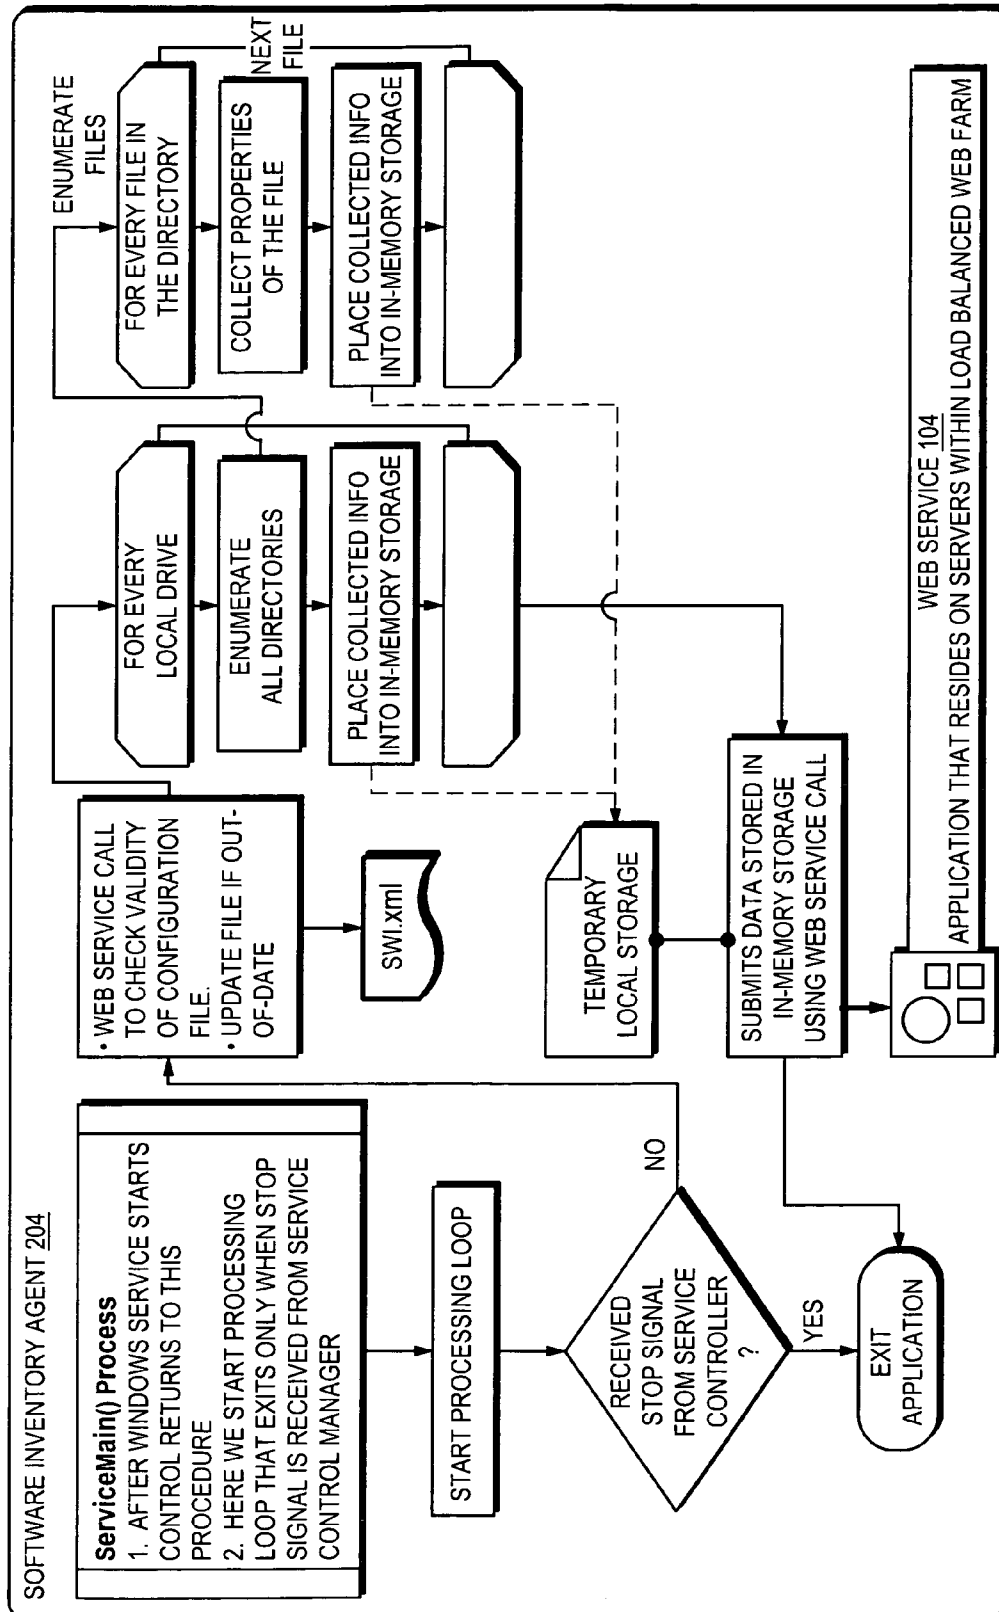 SOFTWARE INVENTORY AGENT 204
ServiceMain() Process
1. AFTER WINDOWS SERVICE STARTS
CONTROL RETURNS TO THIS
PROCEDURE
2. HERE WE START PROCESSING
LOOP THAT EXITS ONLY WHEN STOP
SIGNAL IS RECEIVED FROM SERVICE
CONTROL MANAGER
START PROCESSING LOOP
RECEIVED
STOP SIGNAL
FROM SERVICE
CONTROLLER
?
NO
YES
EXIT
APPLICATION
• WEB SERVICE CALL
TO CHECK VALIDITY
OF CONFIGURATION
FILE.
• UPDATE FILE IF OUT-
OF-DATE
SWI.xml
FOR EVERY
LOCAL DRIVE
ENUMERATE
ALL DIRECTORIES
PLACE COLLECTED INFO
INTO IN-MEMORY STORAGE
ENUMERATE
FILES
FOR EVERY FILE IN
THE DIRECTORY
COLLECT PROPERTIES
OF THE FILE
NEXT
FILE
PLACE COLLECTED INFO
INTO IN-MEMORY STORAGE
TEMPORARY
LOCAL STORAGE
SUBMITS DATA STORED IN
IN-MEMORY STORAGE
USING WEB SERVICE CALL
WEB SERVICE 104
APPLICATION THAT RESIDES ON SERVERS WITHIN LOAD BALANCED WEB FARM